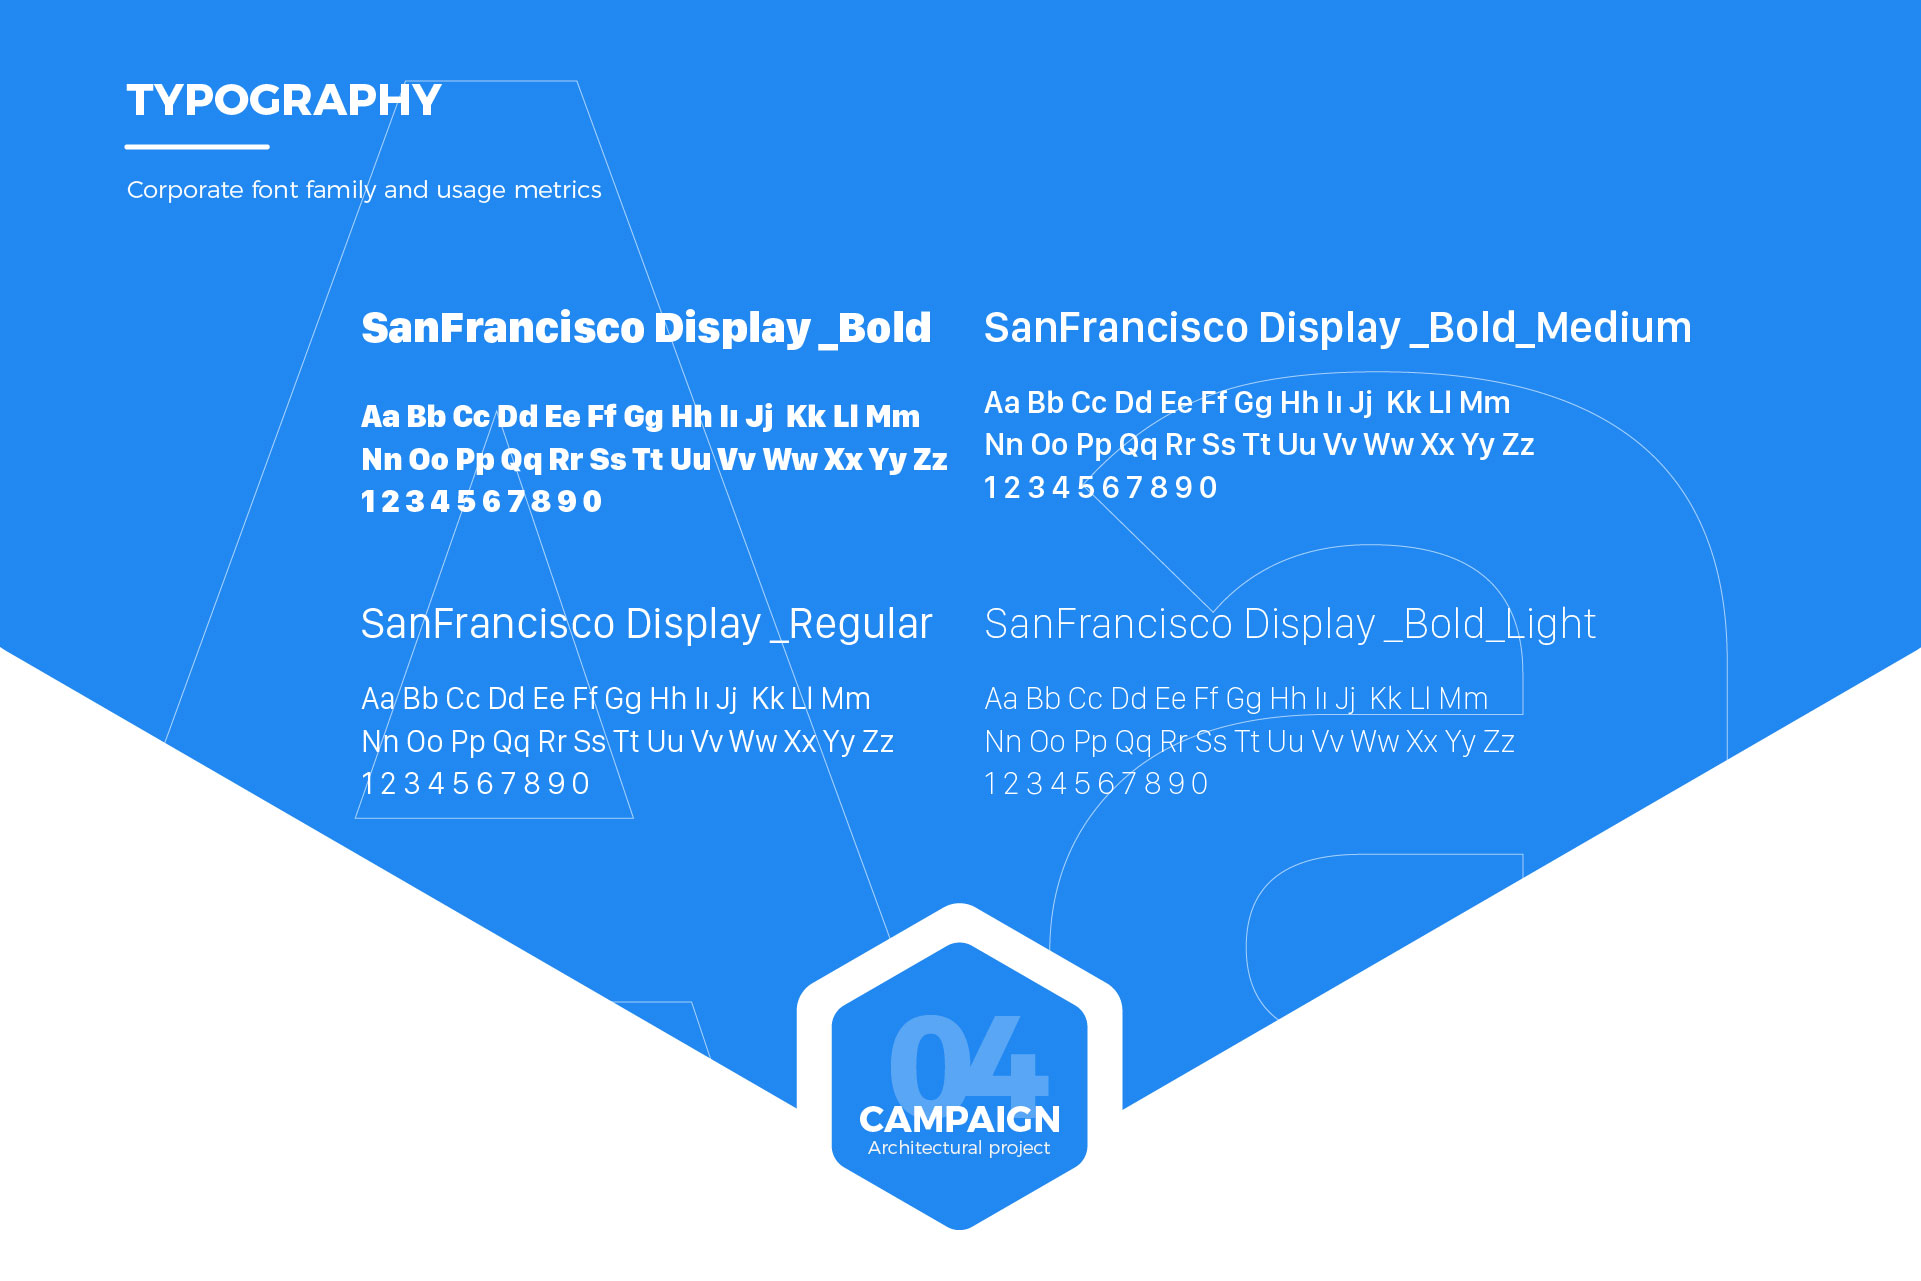 TYPOGRAPHY
Corporate font family and usage metrics
SanFrancisco Display _Bold
Aa Bb Cc Dd Ee Ff Gg Hh Iı Jj  Kk Ll Mm
Nn Oo Pp Qq Rr Ss Tt Uu Vv Ww Xx Yy Zz
1 2 3 4 5 6 7 8 9 0
SanFrancisco Display _Bold_Medium
Aa Bb Cc Dd Ee Ff Gg Hh Iı Jj  Kk Ll Mm
Nn Oo Pp Qq Rr Ss Tt Uu Vv Ww Xx Yy Zz
1 2 3 4 5 6 7 8 9 0
SanFrancisco Display _Regular
Aa Bb Cc Dd Ee Ff Gg Hh Iı Jj  Kk Ll Mm
Nn Oo Pp Qq Rr Ss Tt Uu Vv Ww Xx Yy Zz
1 2 3 4 5 6 7 8 9 0
SanFrancisco Display _Bold_Light
Aa Bb Cc Dd Ee Ff Gg Hh Iı Jj  Kk Ll Mm
Nn Oo Pp Qq Rr Ss Tt Uu Vv Ww Xx Yy Zz
1 2 3 4 5 6 7 8 9 0
Aa
04
CAMPAIGN
Architectural project